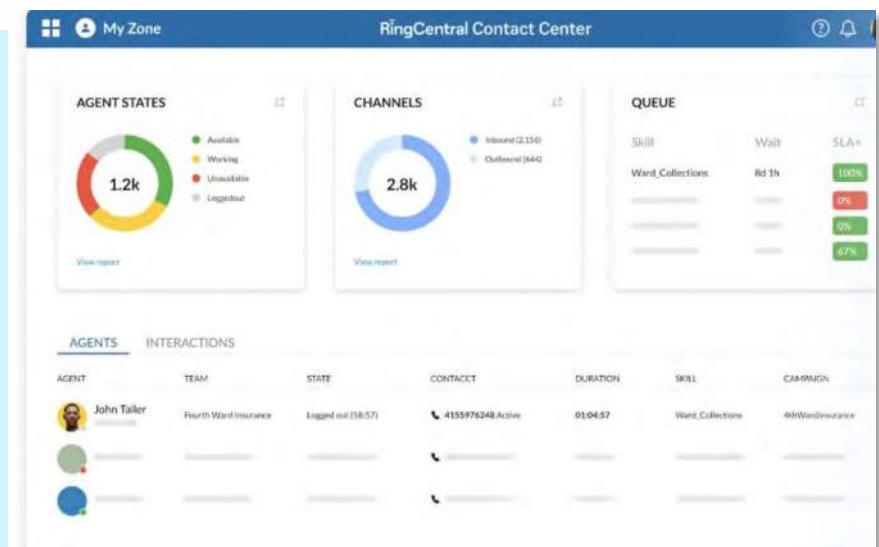 My Zone RingCentral Contact Center
AGENT STATES
Available
Working
Unavailable
Loggedout
1.2k
View report
CHANNELS
Inbound (2,156)
Outbound (644)
2.8k
View report
QUEUE
Skill Wait SLA+
Ward_Collections 8d 1h 100%
0%
0%
67%
AGENTS INTERACTIONS
AGENT TEAM STATE CONTACCT DURATION SKILL CAMPAIGN
John Tailer Fourth Ward Insurance Logged out (58:57) 4155976248 Active 01:04:57 Ward_Collections 4thWardInsurance